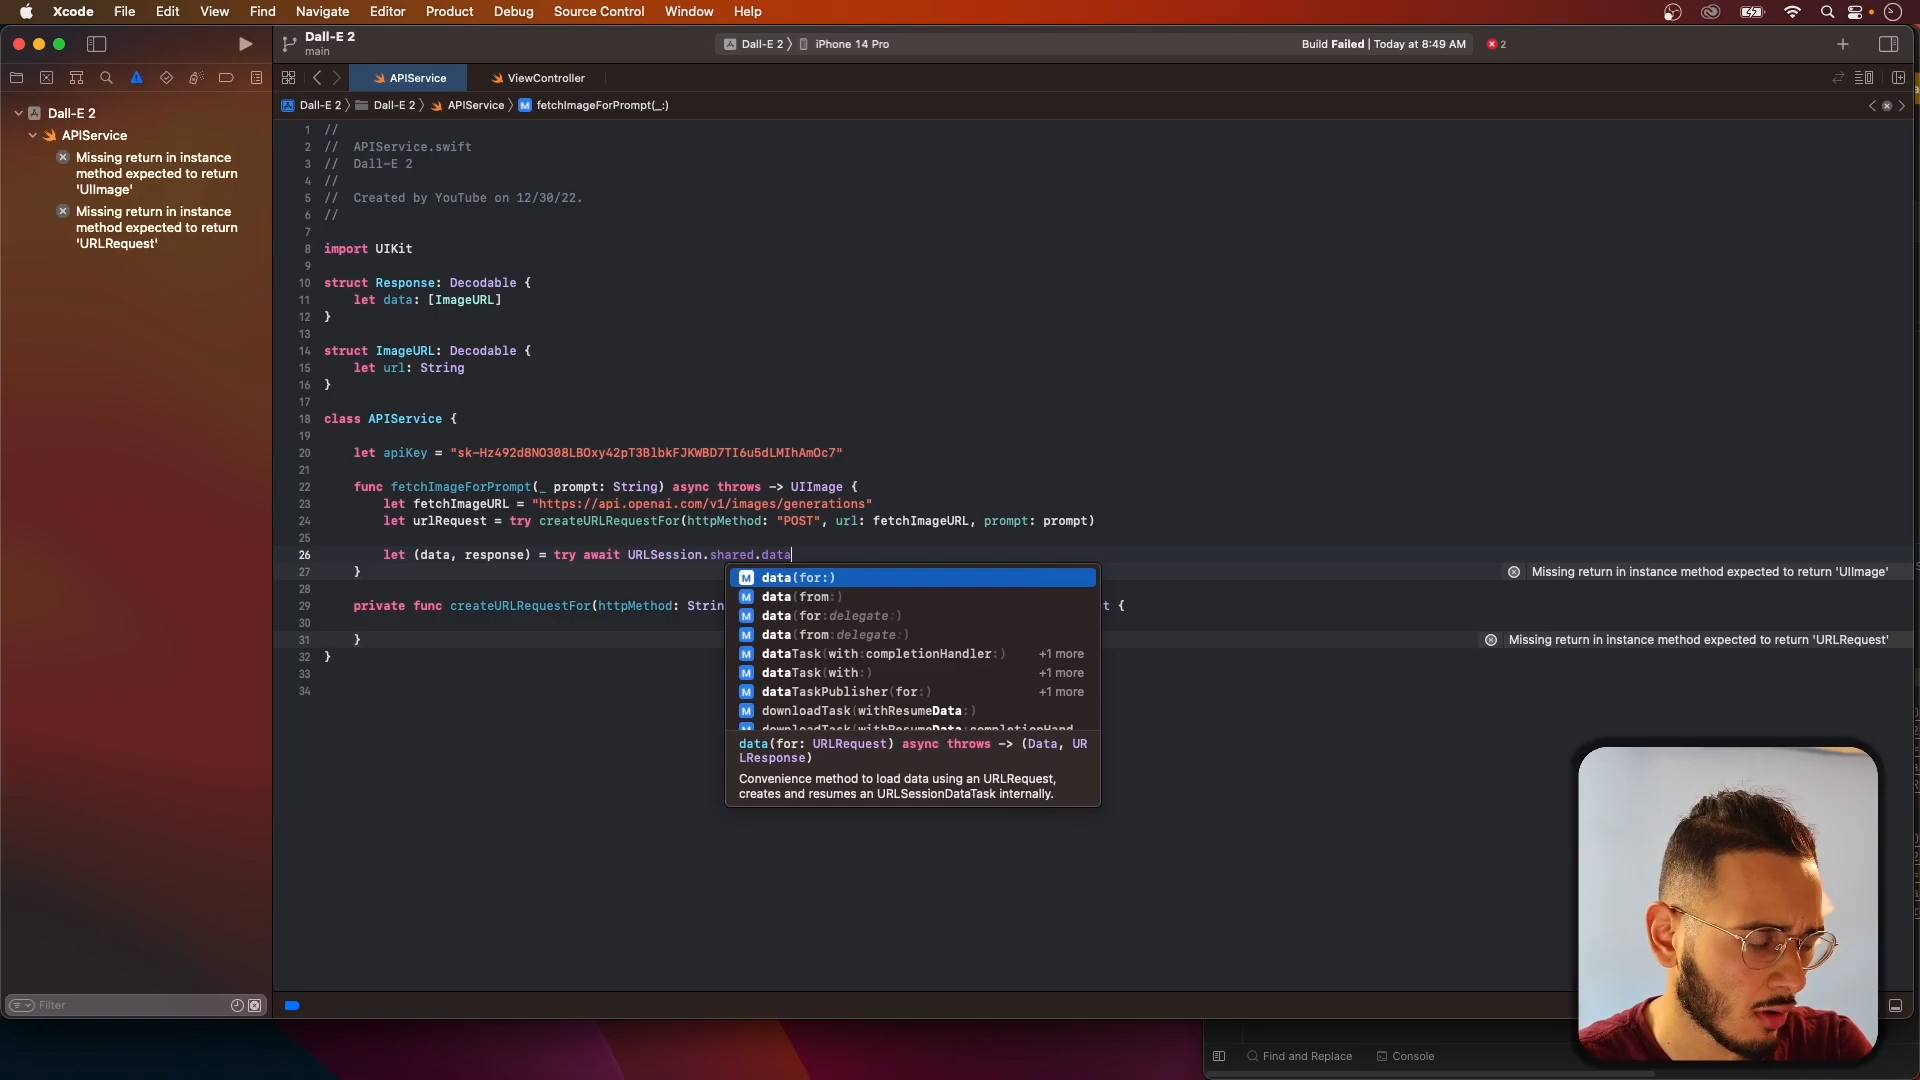 Xcode File Edit View Find Navigate Editor Product Debug Source Control Window Help
Dall-E 2
main
Dall-E 2 〉 iPhone 14 Pro
Build Failed | Today at 8:49 AM
2
APIService
ViewController
Dall-E 2 〉 Dall-E 2 〉 APIService 〉 M fetchImageForPrompt(_:)
Dall-E 2
APIService
Missing return in instance
method expected to return
'UIImage'
Missing return in instance
method expected to return
'URLRequest'
Filter
1 //
2 //  APIService.swift
3 //  Dall-E 2
4 //
5 //  Created by YouTube on 12/30/22.
6 //
7
8 import UIKit
9
10 struct Response: Decodable {
11     let data: [ImageURL]
12 }
13
14 struct ImageURL: Decodable {
15     let url: String
16 }
17
18 class APIService {
19
20     let apiKey = "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"
21
22     func fetchImageForPrompt(_ prompt: String) async throws -> UIImage {
23         let fetchImageURL = "https://api.openai.com/v1/images/generations"
24         let urlRequest = try createURLRequestFor(httpMethod: "POST", url: fetchImageURL, prompt: prompt)
25
26         let (data, response) = try await URLSession.shared.data
27     }
Missing return in instance method expected to return 'UIImage'
28
29     private func createURLRequestFor(httpMethod: Strin t {
30
31     }
Missing return in instance method expected to return 'URLRequest'
32 }
33
34
M data(for:)
M data(from:)
M data(for:delegate:)
M data(from:delegate:)
M dataTask(with:completionHandler:) +1 more
M dataTask(with:) +1 more
M dataTaskPublisher(for:) +1 more
M downloadTask(withResumeData:)
M downloadTask(withResumeData:completionHand
data(for: URLRequest) async throws -> (Data, UR
LResponse)
Convenience method to load data using an URLRequest,
creates and resumes an URLSessionDataTask internally.
Find and Replace
Console